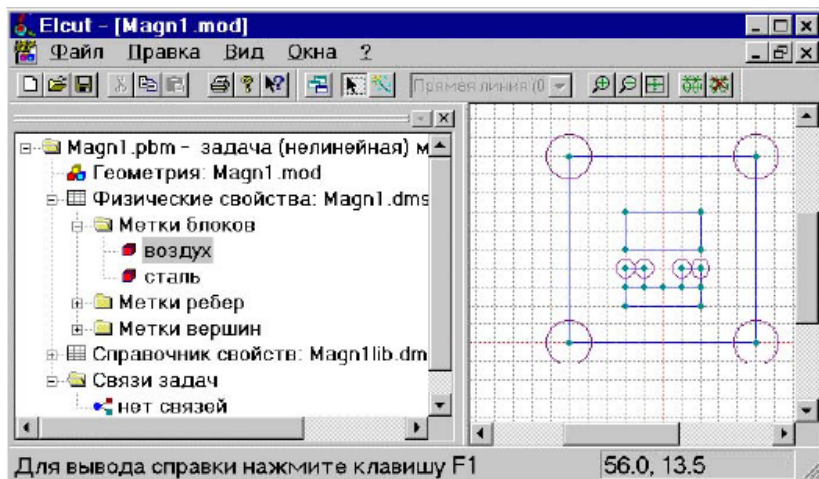 Elcut - [Magn1.mod]
Файл Правка Вид Окна ?
Прямая линия (0
Magn1.pbm - задача (нелинейная) м
Геометрия: Magn1.mod
Физические свойства: Magn1.dms
Метки блоков
воздух
сталь
Метки ребер
Метки вершин
Справочник свойств: Magn1lib.dm
Связи задач
нет связей
Для вывода справки нажмите клавишу F1 56.0, 13.5